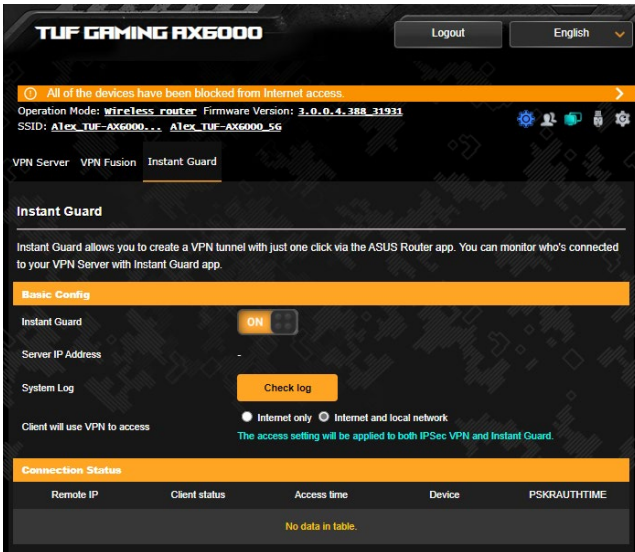 TUF GAMING AX6000
Logout
English
All of the devices have been blocked from Internet access.
Operation Mode: Wireless router Firmware Version: 3.0.0.4.388_31931
SSID: Alex_TUF-AX6000... Alex_TUF-AX6000_5G
VPN Server VPN Fusion Instant Guard
Instant Guard
Instant Guard allows you to create a VPN tunnel with just one click via the ASUS Router app. You can monitor who's connected
to your VPN Server with Instant Guard app.
Basic Config
Instant Guard ON
Server IP Address -
System Log Check log
Client will use VPN to access Internet only Internet and local network
The access setting will be applied to both IPSec VPN and Instant Guard.
Connection Status
Remote IP Client status Access time Device PSKRAUTHTIME
No data in table.